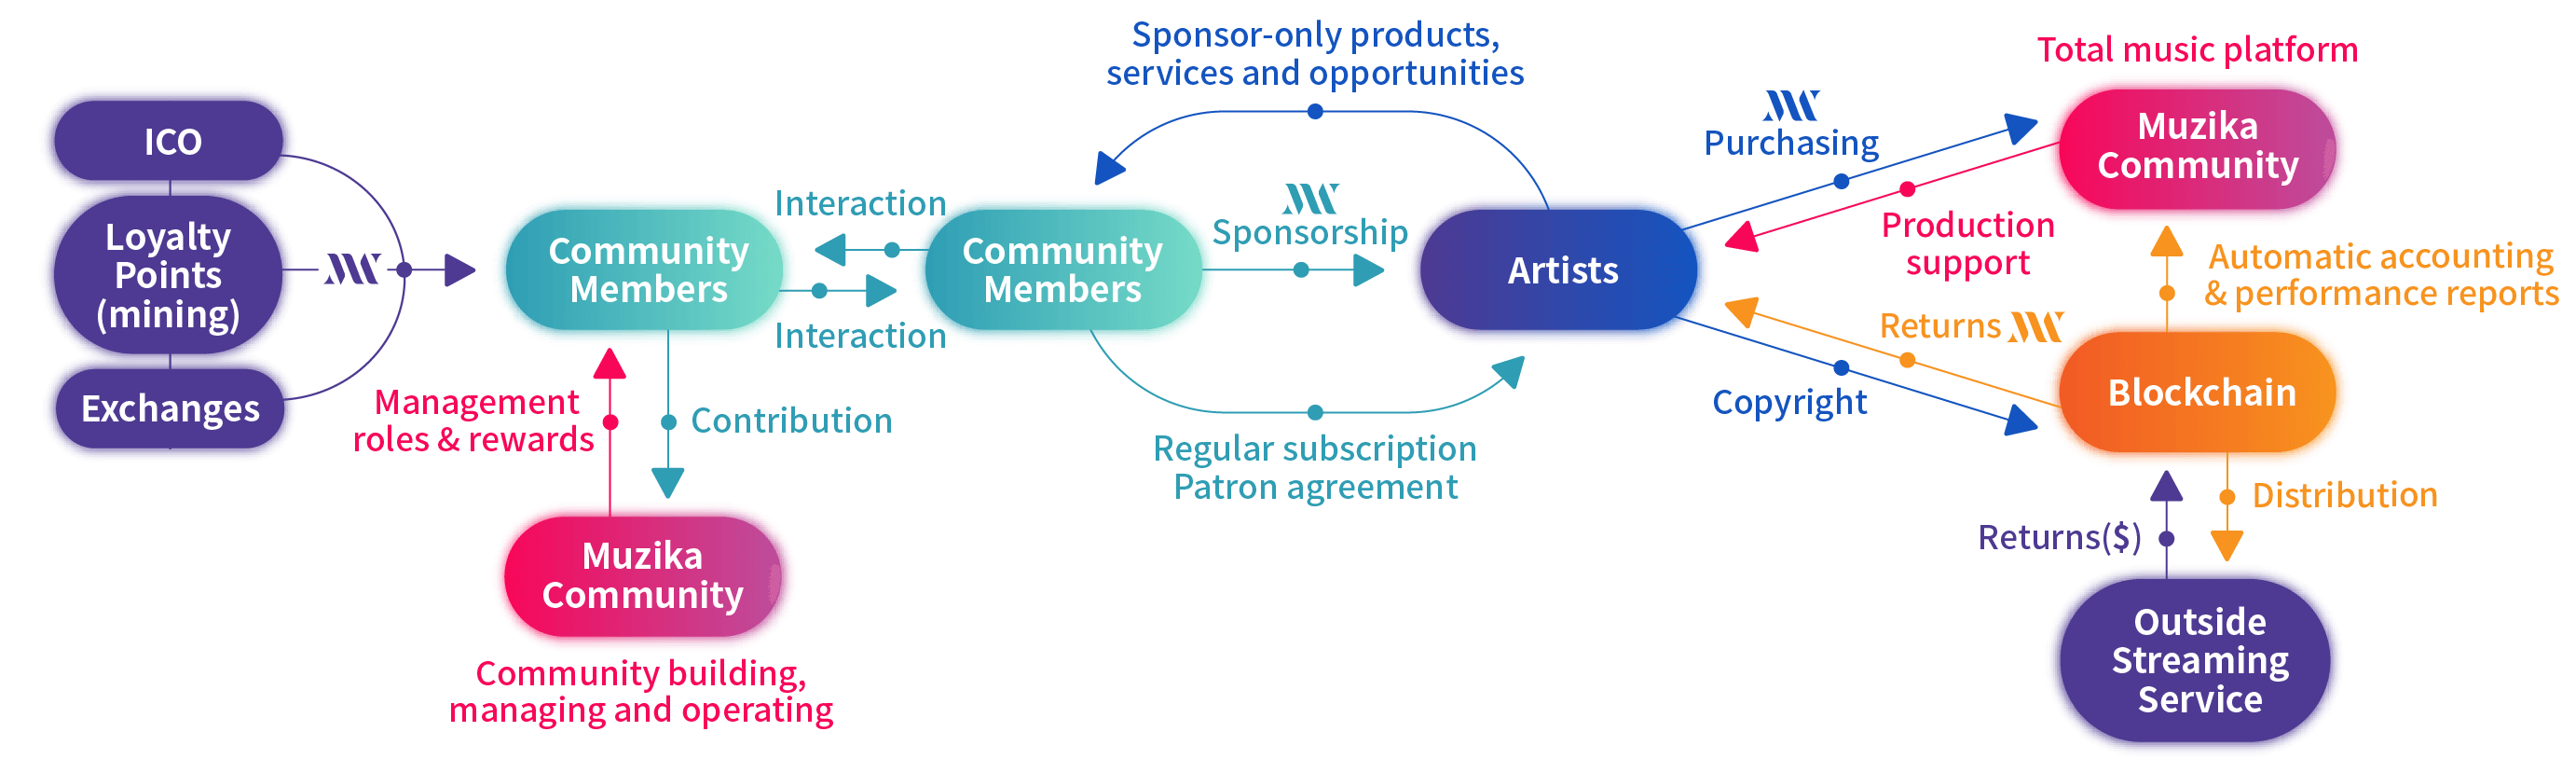 ICO
Loyalty
Points
(mining)
Exchanges
Community
Members
Interaction
Interaction
Management
roles & rewards
Contribution
Muzika
Community
Community building,
managing and operating
Community
Members
Sponsor-only products,
services and opportunities
Sponsorship
Regular subscription
Patron agreement
Artists
Purchasing
Production
support
Returns
Copyright
Total music platform
Muzika
Community
Automatic accounting
& performance reports
Blockchain
Distribution
Returns($)
Outside
Streaming
Service